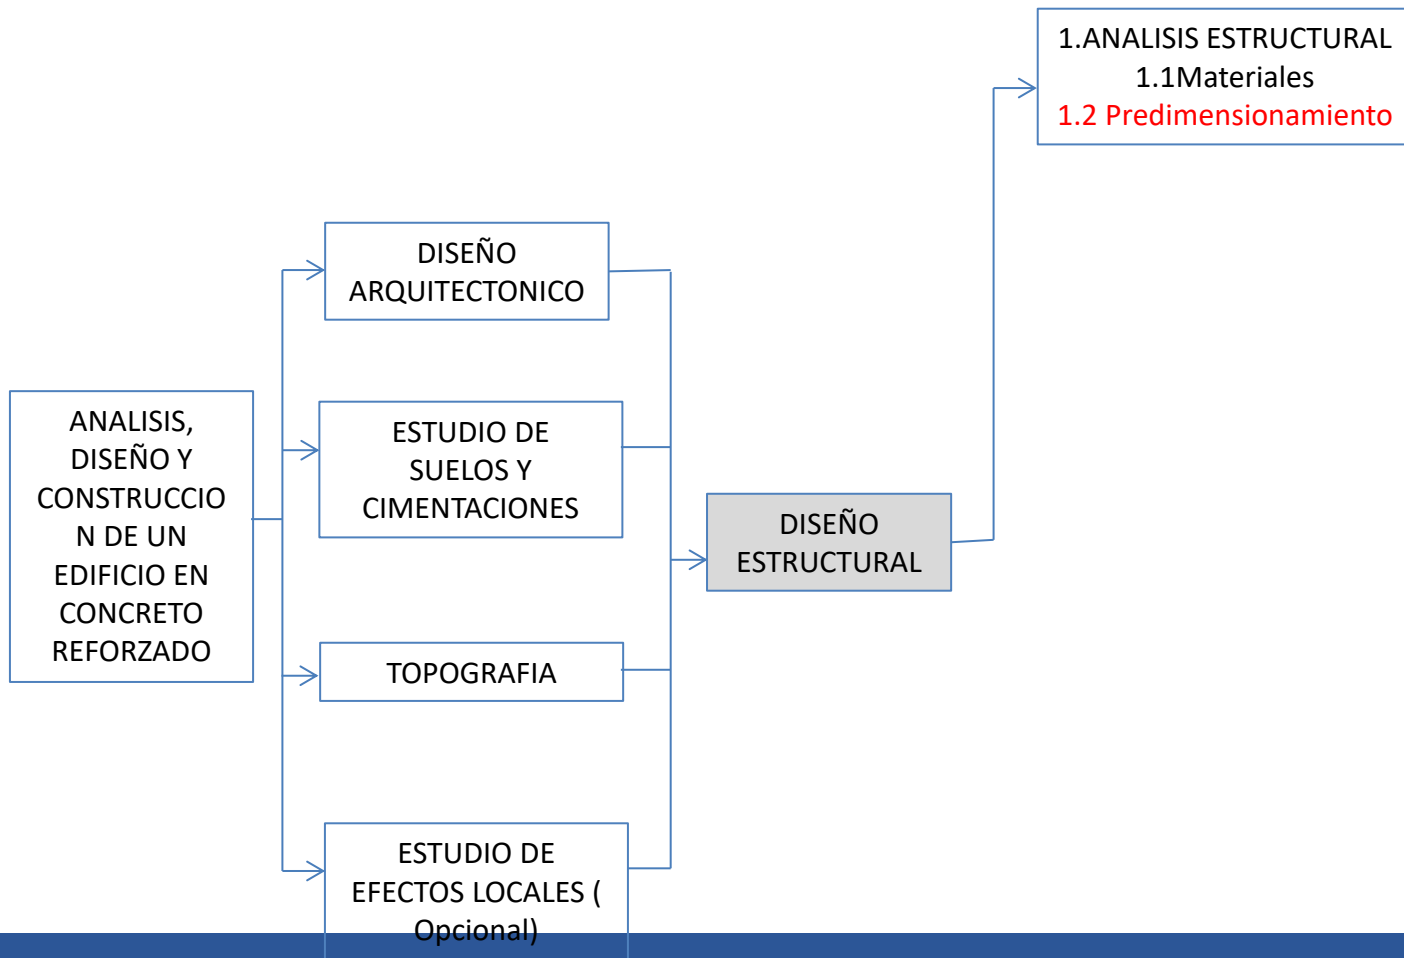 1.ANALISIS ESTRUCTURAL
1.1Materiales
1.2 Predimensionamiento
DISEÑO
ARQUITECTONICO
ANALISIS,
DISEÑO Y
CONSTRUCCIO
N DE UN
EDIFICIO EN
CONCRETO
REFORZADO
ESTUDIO DE
SUELOS Y
CIMENTACIONES
DISEÑO
ESTRUCTURAL
TOPOGRAFIA
ESTUDIO DE
EFECTOS LOCALES (
Opcional)